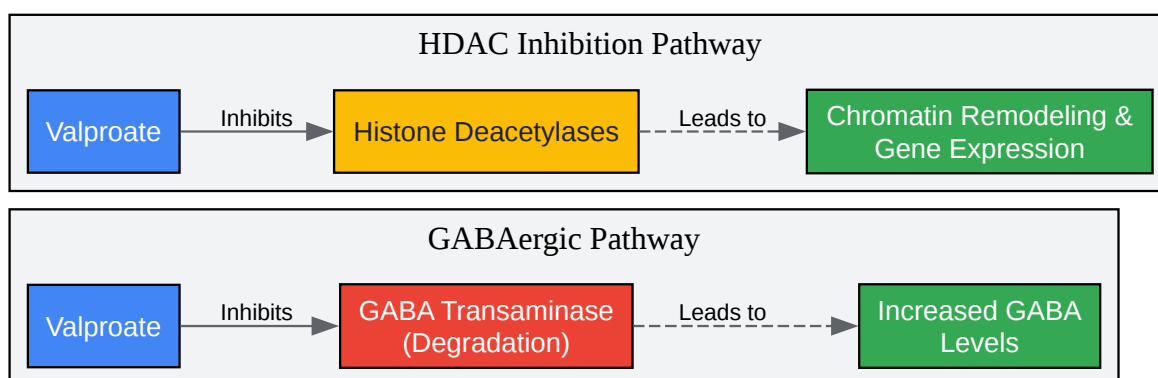 HDAC Inhibition Pathway
Valproate
Inhibits
Histone Deacetylases
Leads to
Chromatin Remodeling &
Gene Expression
GABAergic Pathway
Valproate
Inhibits
GABA Transaminase
(Degradation)
Leads to
Increased GABA
Levels